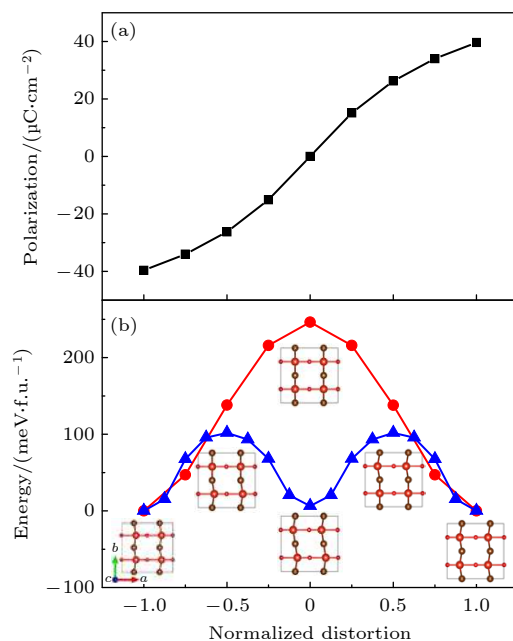 (a)
40
20
0
−20
−40
Polarization/(μC·cm−2)
(b)
200
100
0
−100
Energy/(meV·f.u.−1)
b
c
a
−1.0
−0.5
0
0.5
1.0
Normalized distortion